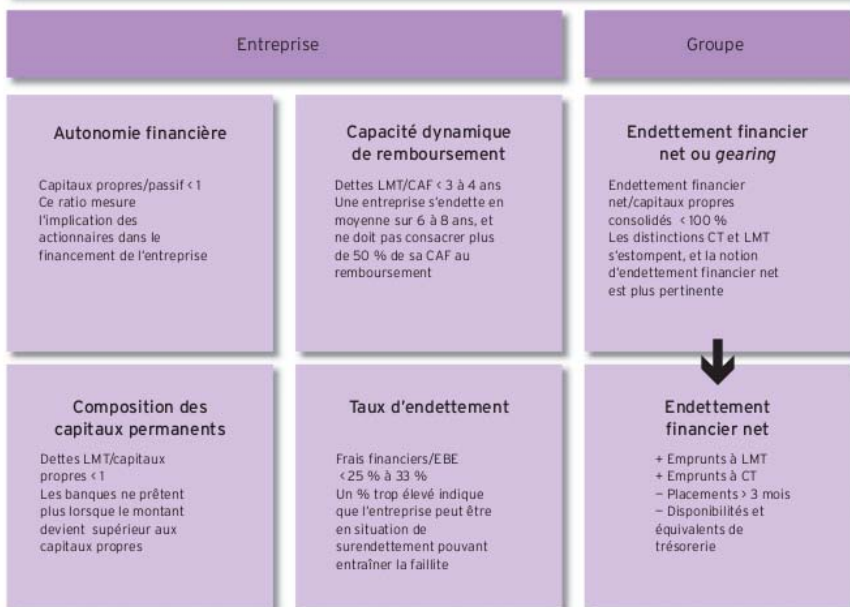 Entreprise
Groupe
Autonomie financière
Capitaux propres/passif < 1
Ce ratio mesure
l'implication des
actionnaires dans le
financement de l'entreprise
Capacité dynamique
de remboursement
Dettes LMT/CAF < 3 à 4 ans
Une entreprise s'endette en
moyenne sur 6 à 8 ans, et
ne doit pas consacrer plus
de 50 % de sa CAF au
remboursement
Endettement financier
net ou gearing
Endettement financier
net/capitaux propres
consolidés < 100 %
Les distinctions CT et LMT
s'estompent, et la notion
d'endettement financier net
est plus pertinente
Composition des
capitaux permanents
Dettes LMT/capitaux
propres < 1
Les banques ne prêtent
plus lorsque le montant
devient supérieur aux
capitaux propres
Taux d'endettement
Frais financiers/EBE
< 25 % à 33 %
Un % trop élevé indique
que l'entreprise peut être
en situation de
surendettement pouvant
entraîner la faillite
Endettement
financier net
+ Emprunts à LMT
+ Emprunts à CT
− Placements > 3 mois
− Disponibilités et
équivalents de
trésorerie